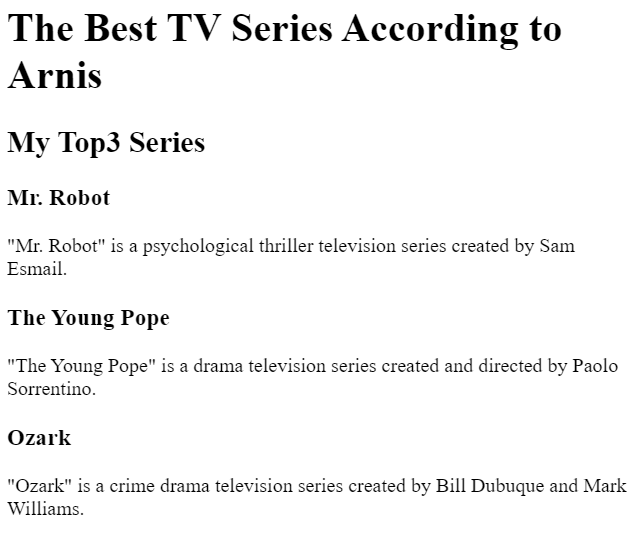 The Best TV Series According to
Arnis
My Top3 Series
Mr. Robot
"Mr. Robot" is a psychological thriller television series created by Sam
Esmail.
The Young Pope
"The Young Pope" is a drama television series created and directed by Paolo
Sorrentino.
Ozark
"Ozark" is a crime drama television series created by Bill Dubuque and Mark
Williams.